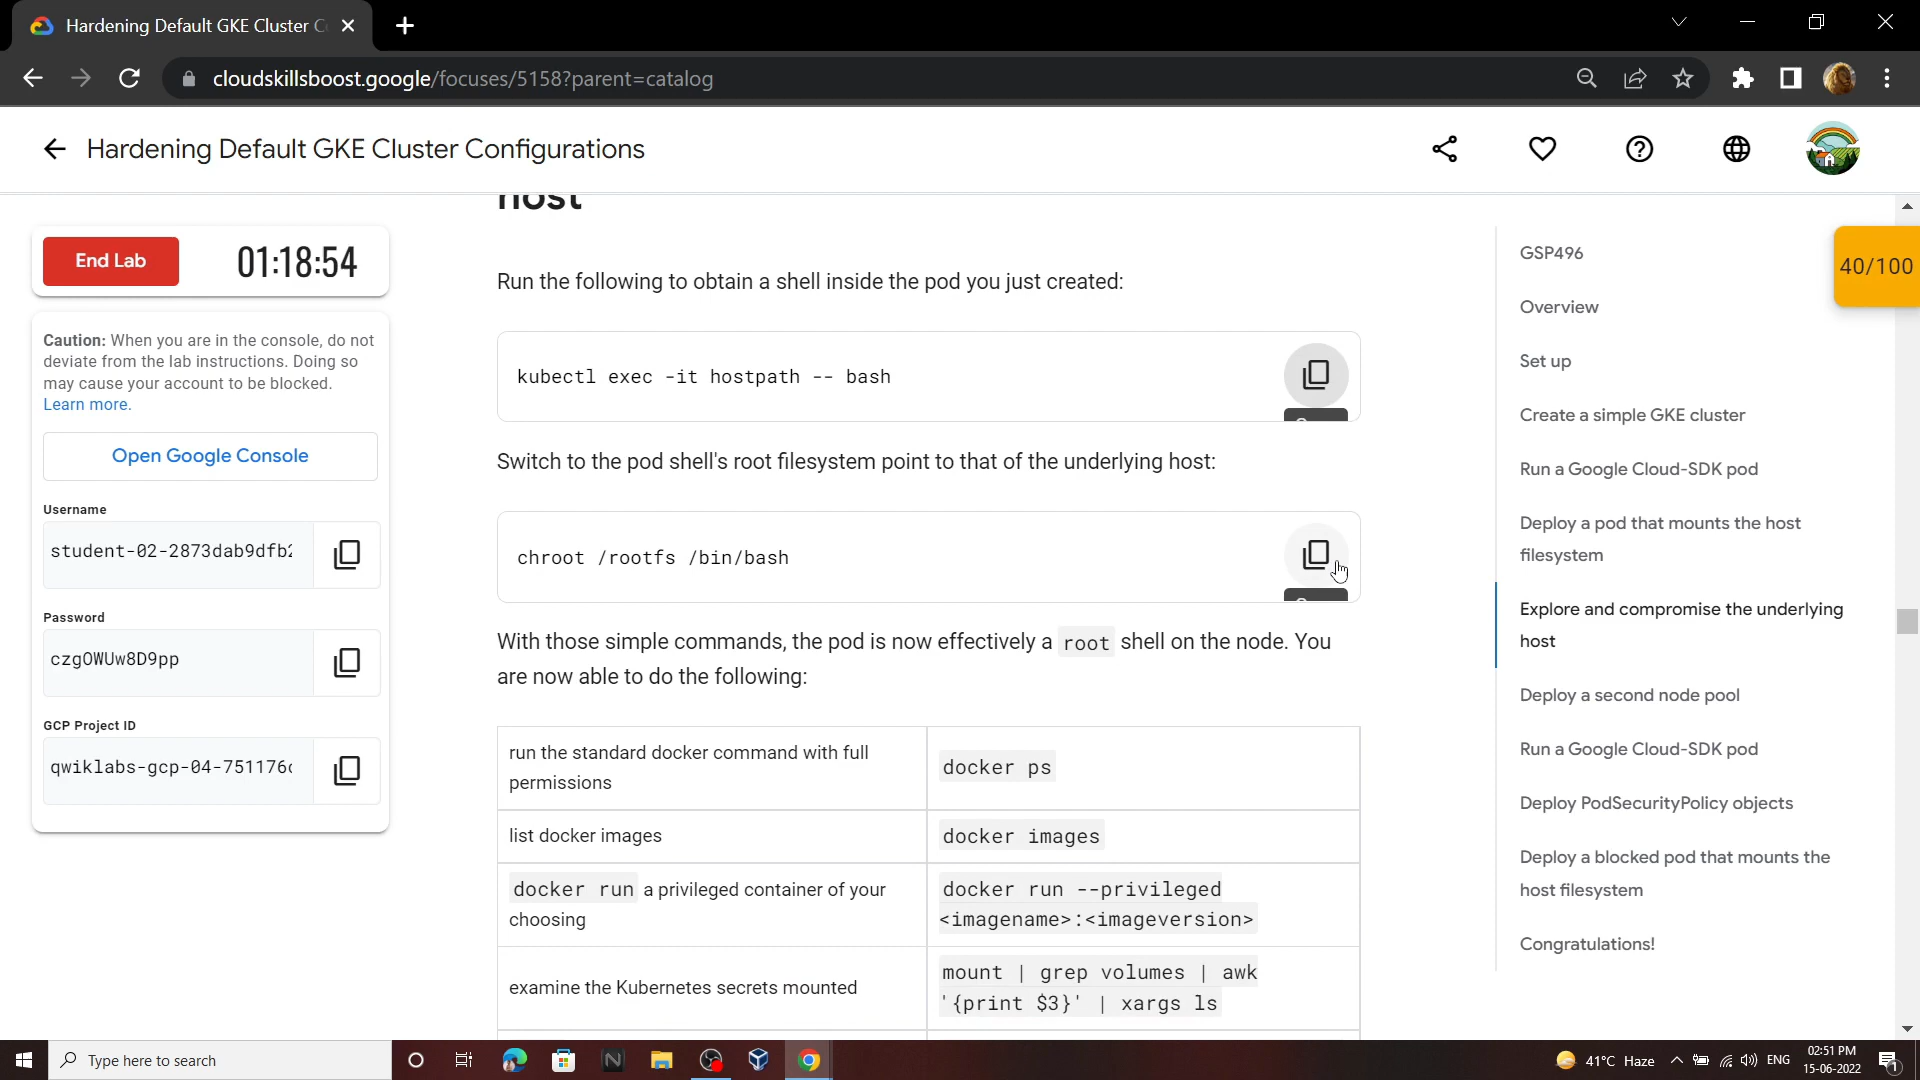 Hardening Default GKE Cluster C
cloudskillsboost.google/focuses/5158?parent=catalog
Hardening Default GKE Cluster Configurations
host
End Lab
01:18:54
Caution: When you are in the console, do not
deviate from the lab instructions. Doing so
may cause your account to be blocked.
Learn more.
Open Google Console
Username
student-02-2873dab9dfb2
Password
czgOWUw8D9pp
GCP Project ID
qwiklabs-gcp-04-751176c
Run the following to obtain a shell inside the pod you just created:
kubectl exec -it hostpath -- bash
Switch to the pod shell's root filesystem point to that of the underlying host:
chroot /rootfs /bin/bash
With those simple commands, the pod is now effectively a root shell on the node. You
are now able to do the following:
run the standard docker command with full
permissions
docker ps
list docker images
docker images
docker run a privileged container of your
choosing
docker run --privileged
<imagename>:<imageversion>
examine the Kubernetes secrets mounted
mount | grep volumes | awk
'{print $3}' | xargs ls
GSP496
Overview
Set up
Create a simple GKE cluster
Run a Google Cloud-SDK pod
Deploy a pod that mounts the host
filesystem
Explore and compromise the underlying
host
Deploy a second node pool
Run a Google Cloud-SDK pod
Deploy PodSecurityPolicy objects
Deploy a blocked pod that mounts the
host filesystem
Congratulations!
40/100
Type here to search
41°C Haze
ENG
02:51 PM
15-06-2022
1